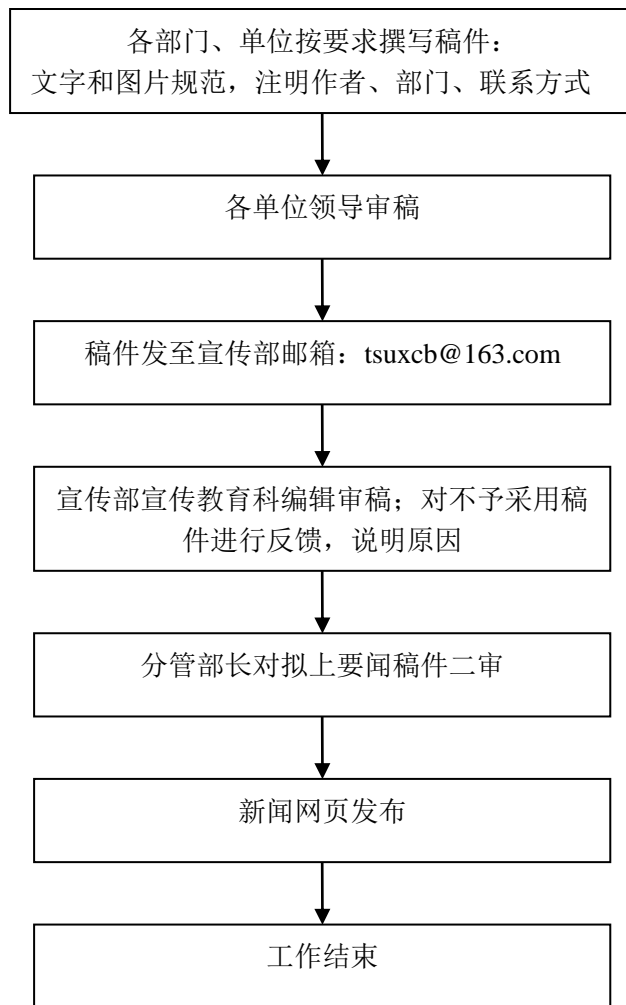 各部门、单位按要求撰写稿件：
文字和图片规范，注明作者、部门、联系方式
各单位领导审稿
稿件发至宣传部邮箱：tsuxcb@163.com
宣传部宣传教育科编辑审稿；对不予采用稿
件进行反馈，说明原因
分管部长对拟上要闻稿件二审
新闻网页发布
工作结束